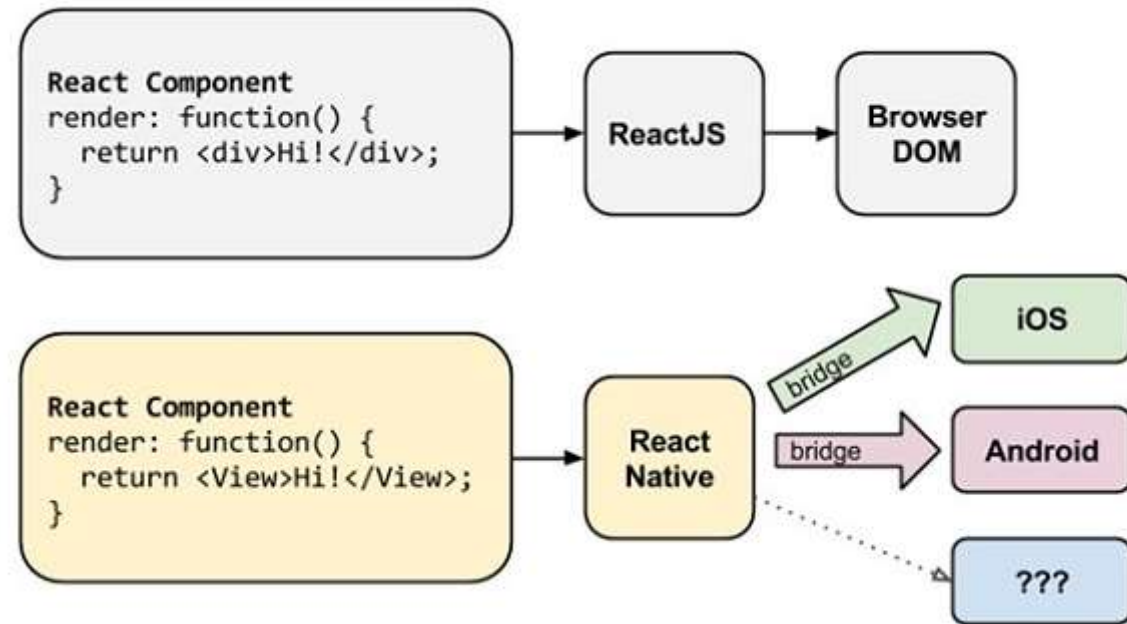 React Component
render: function() {
  return <div>Hi!</div>;
}
ReactJS
Browser
DOM
React Component
render: function() {
  return <View>Hi!</View>;
}
React
Native
bridge
iOS
bridge
Android
???